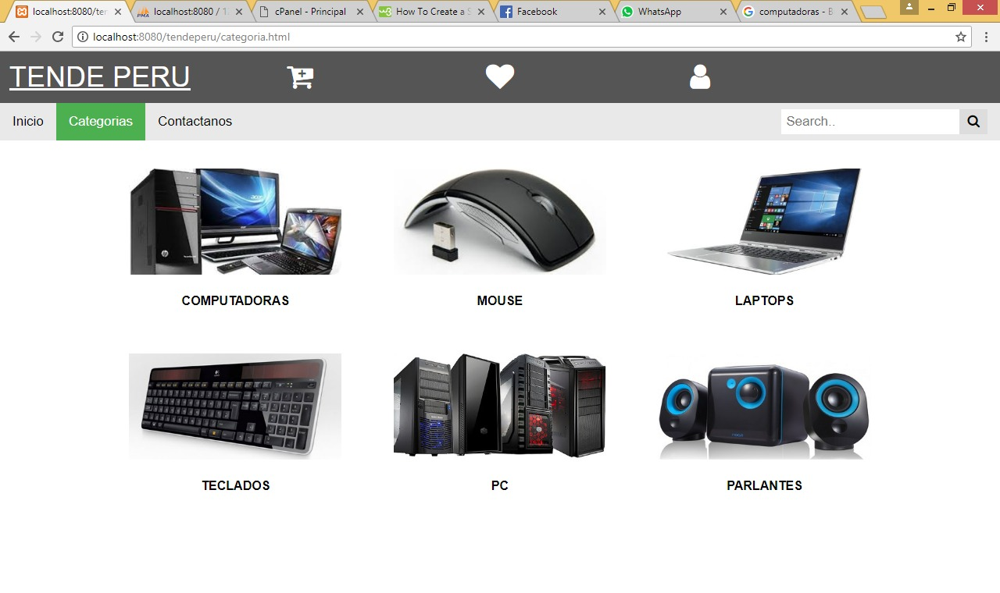 localhost:8080/ter
localhost:8080 / 12
cPanel - Principal
How To Create a S
Facebook
WhatsApp
computadoras - B
localhost:8080/tendeperu/categoria.html
TENDE PERU
Inicio
Categorias
Contactanos
Search..
COMPUTADORAS
MOUSE
LAPTOPS
TECLADOS
PC
PARLANTES